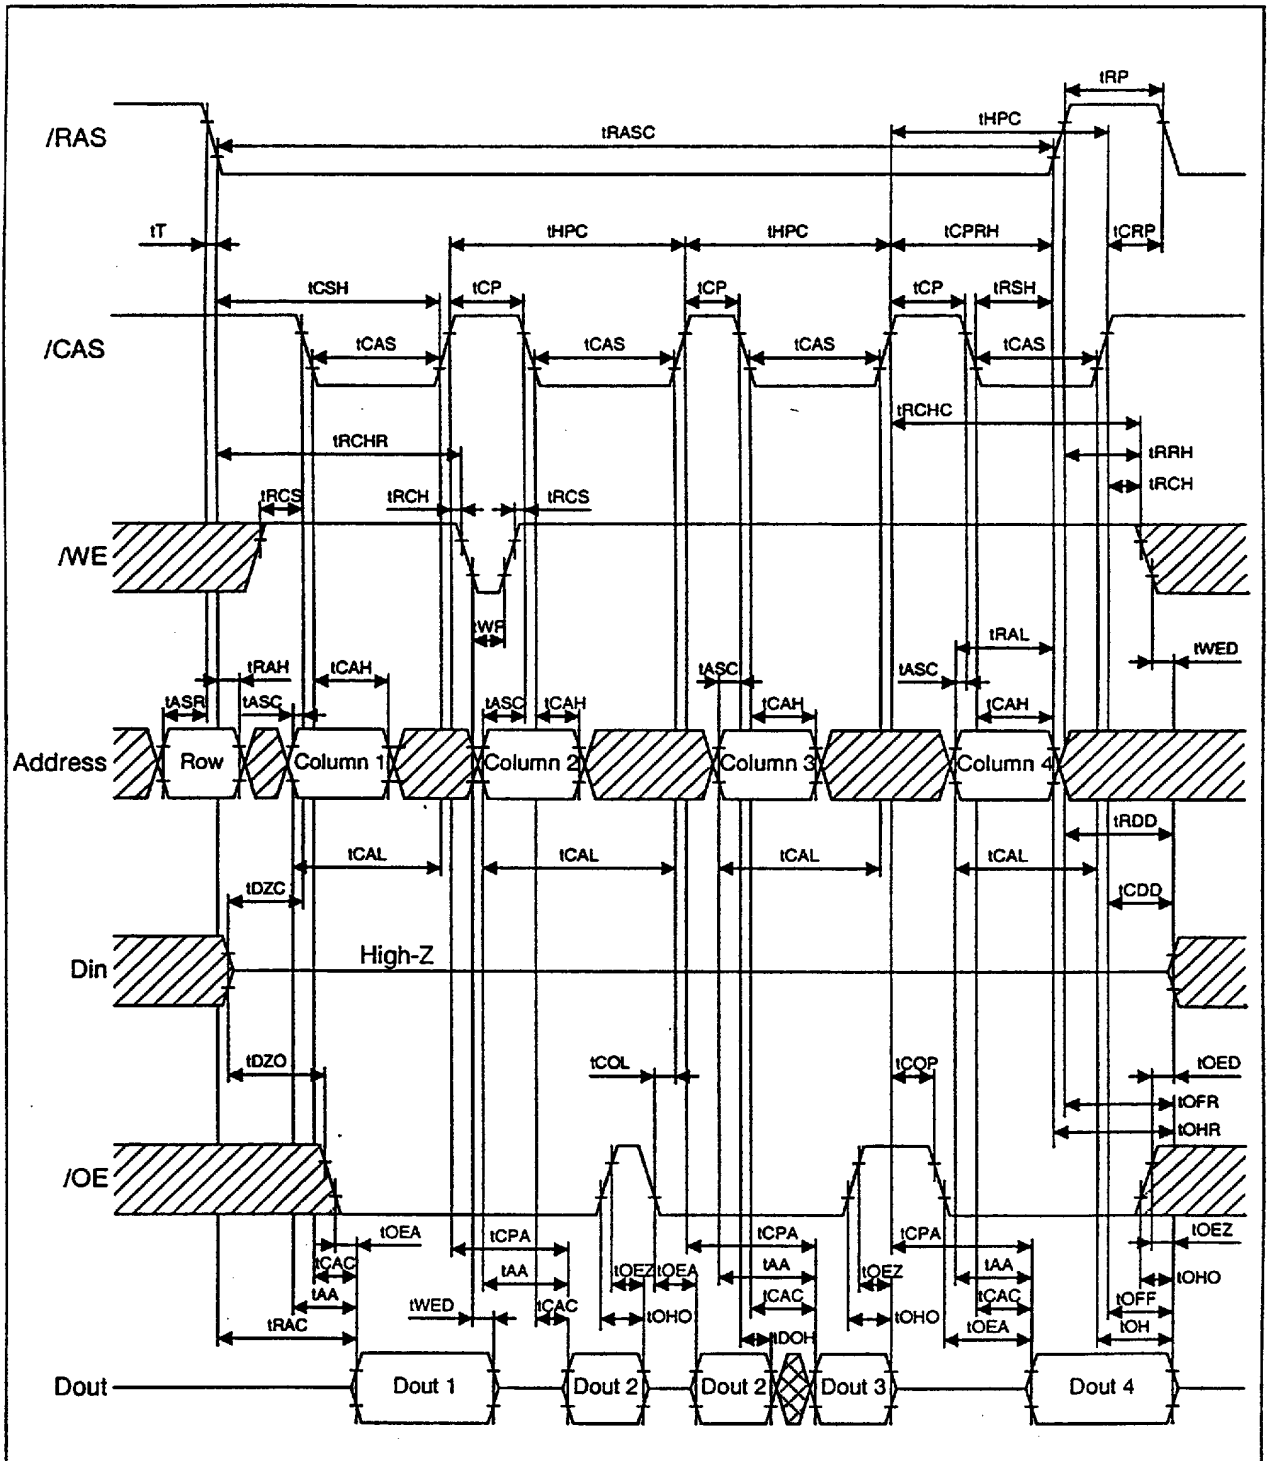 tRP
/RAS
tRASC
tHPC
tT
tHPC
tHPC
tCPRH
tCRP
tCSH
tCP
tCP
tCP
tRSH
/CAS
tCAS
tCAS
tCAS
tCAS
tRCHC
tRCHR
tRRH
tRCS
tRCH
tRCS
tRCH
/WE
tWP
tRAL
tWED
tRAH
tCAH
tASC
tASC
tASR
tASC
tASC
tCAH
tCAH
tCAH
Address
Row
Column 1
Column 2
Column 3
Column 4
tRDD
tCAL
tCAL
tCAL
tCAL
tDZC
tCDD
Din
High-Z
tDZO
tCOL
tCOP
tOED
tOFR
tOHR
/OE
tOEA
tCPA
tCPA
tCPA
tOEZ
tCAC
tAA
tOEZ
tOEA
tAA
tOEZ
tAA
tOHO
tAA
tWED
tCAC
tOHO
tCAC
tOHO
tCAC
tOFF
tRAC
tDOH
tOEA
tOH
Dout
Dout 1
Dout 2
Dout 2
Dout 3
Dout 4